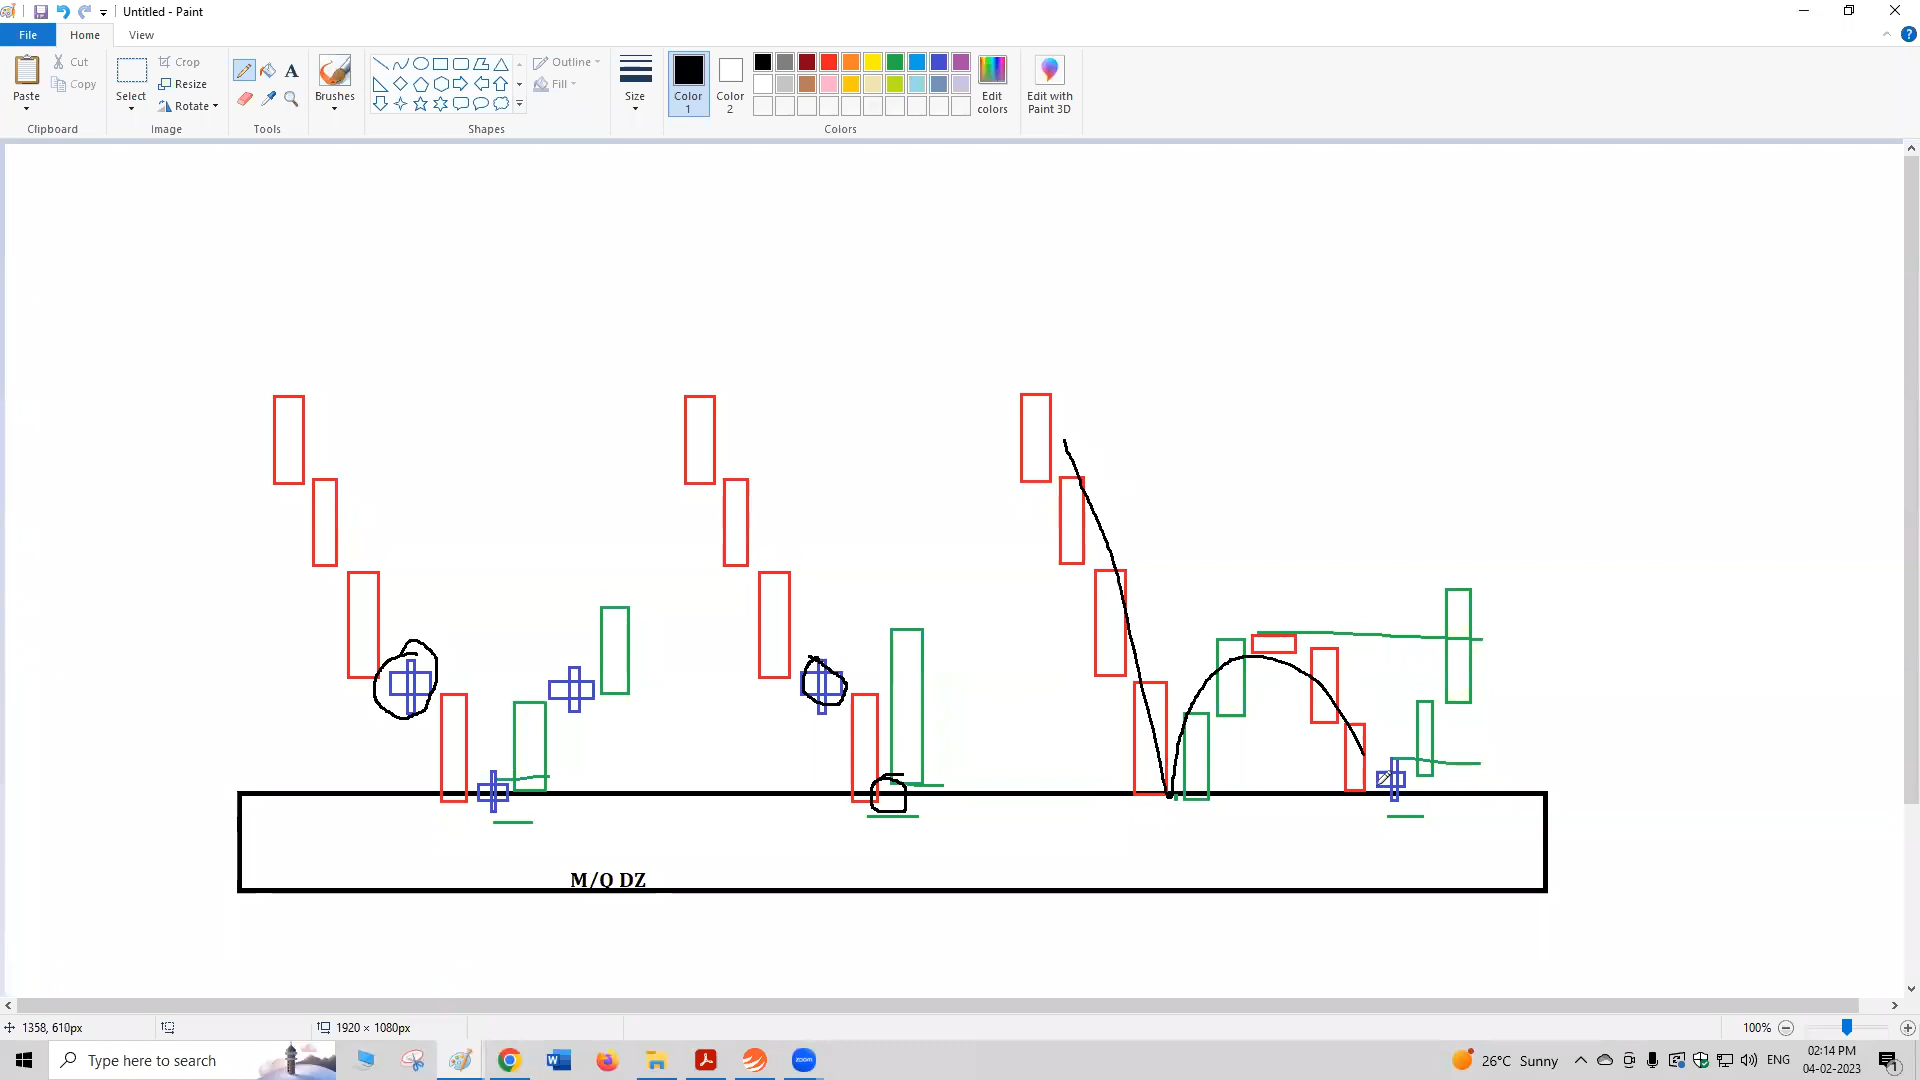 Untitled - Paint
File
Home
View
Paste
Cut
Copy
Clipboard
Select
Crop
Resize
Rotate
Image
Tools
Brushes
Shapes
Outline
Fill
Size
Color 1
Color 2
Colors
Edit colors
Edit with Paint 3D
M/Q DZ
1358, 610px
1920 × 1080px
100%
Type here to search
zoom
26°C Sunny
ENG
02:14 PM
04-02-2023